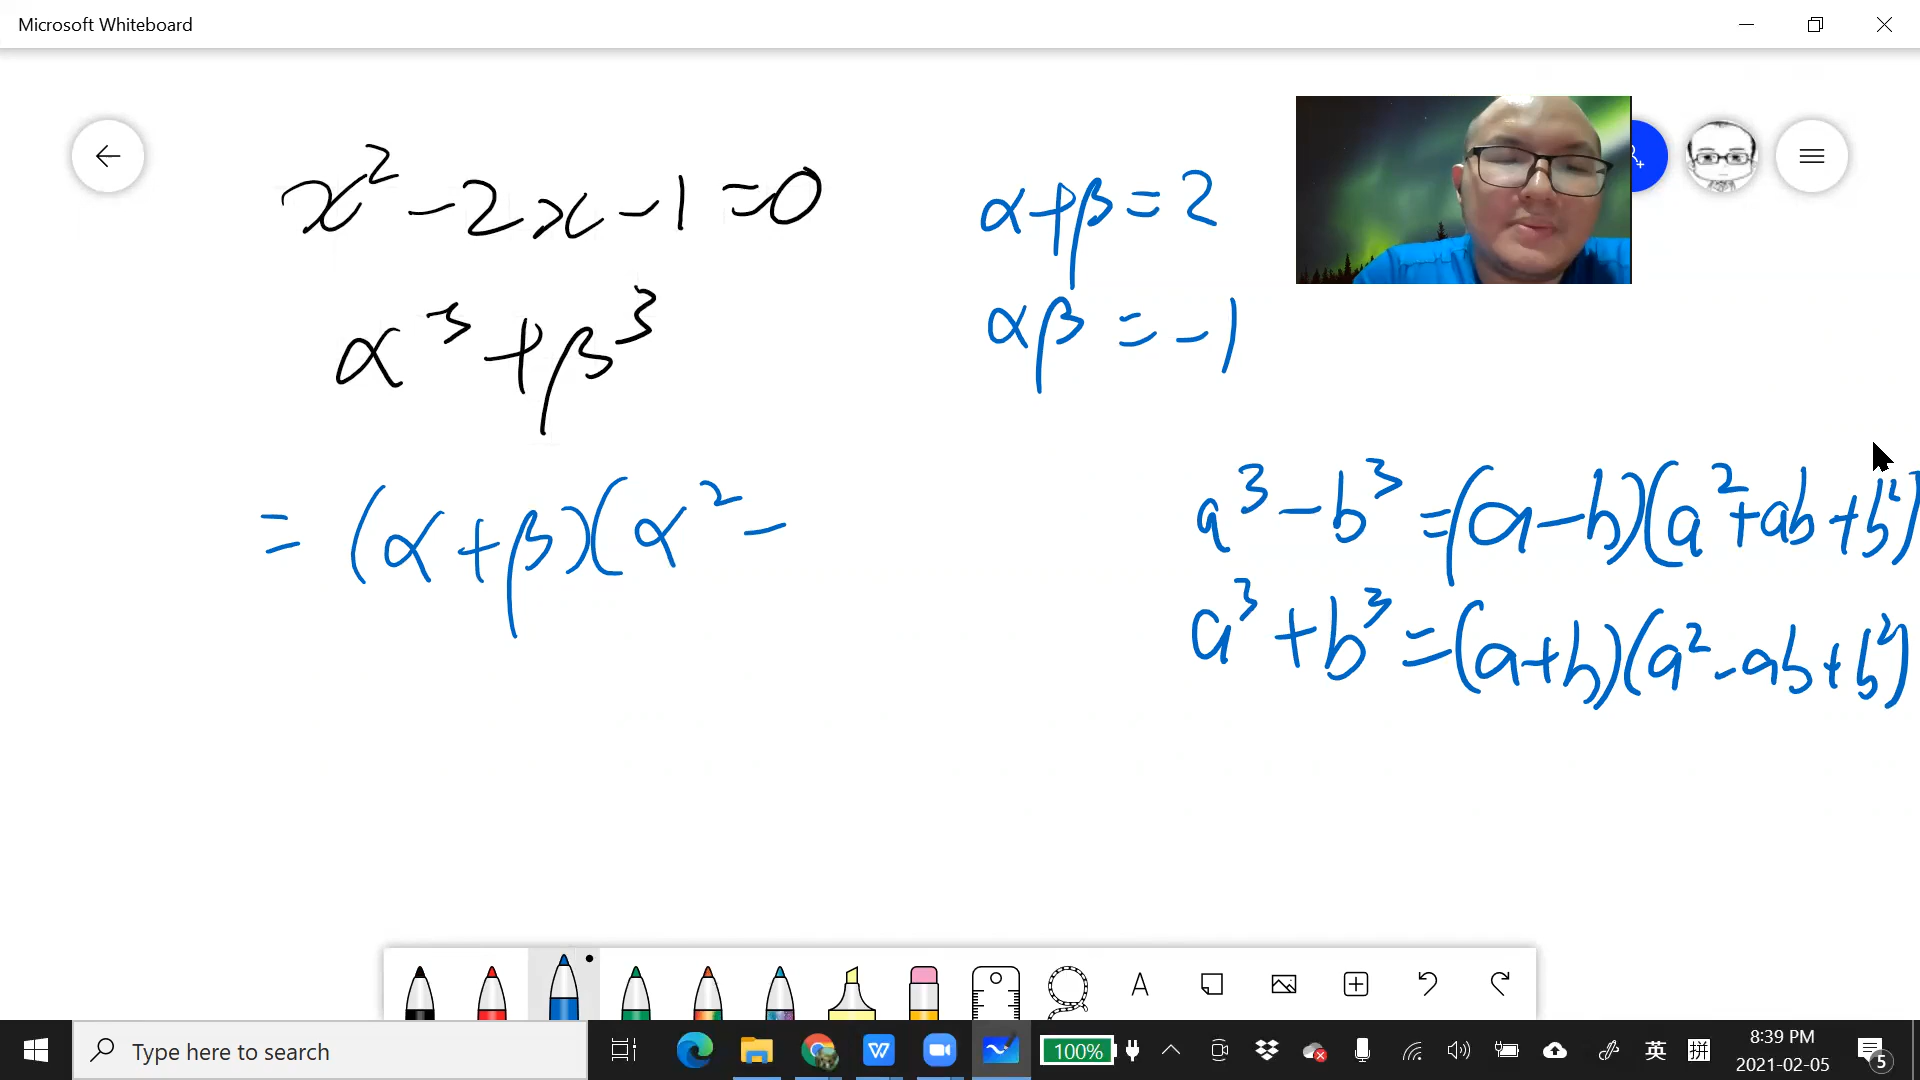 Microsoft Whiteboard
x² - 2x - 1 = 0
α + β = 2
α³ + β³
αβ = -1
= (α + β)(α² -
a³ - b³ = (a - b)(a² + ab + b²)
a³ + b³ = (a + b)(a² - ab + b²)
A
Type here to search
100%
英
拼
8:39 PM
2021-02-05
5